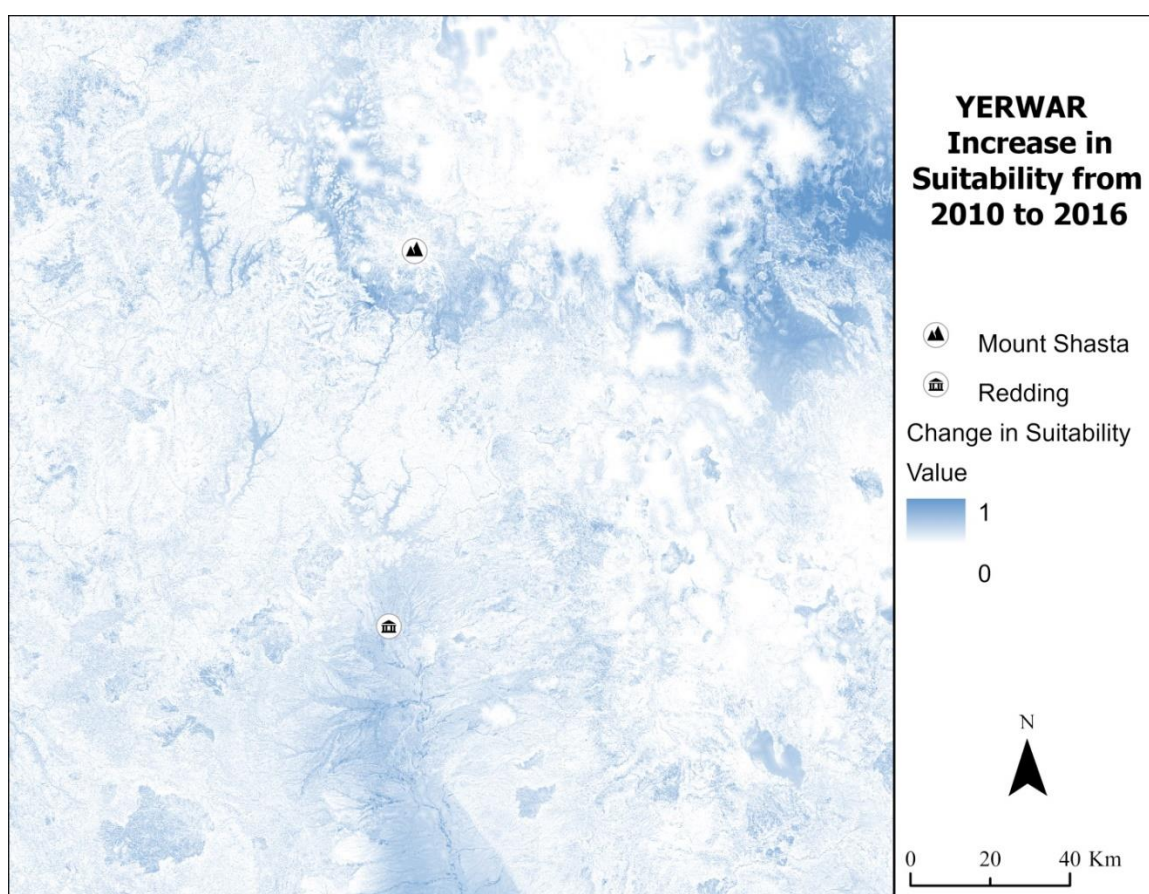 YERWAR
Increase in
Suitability from
2010 to 2016
Mount Shasta
Redding
Change in Suitability
Value
1
0
N
0 20 40 Km